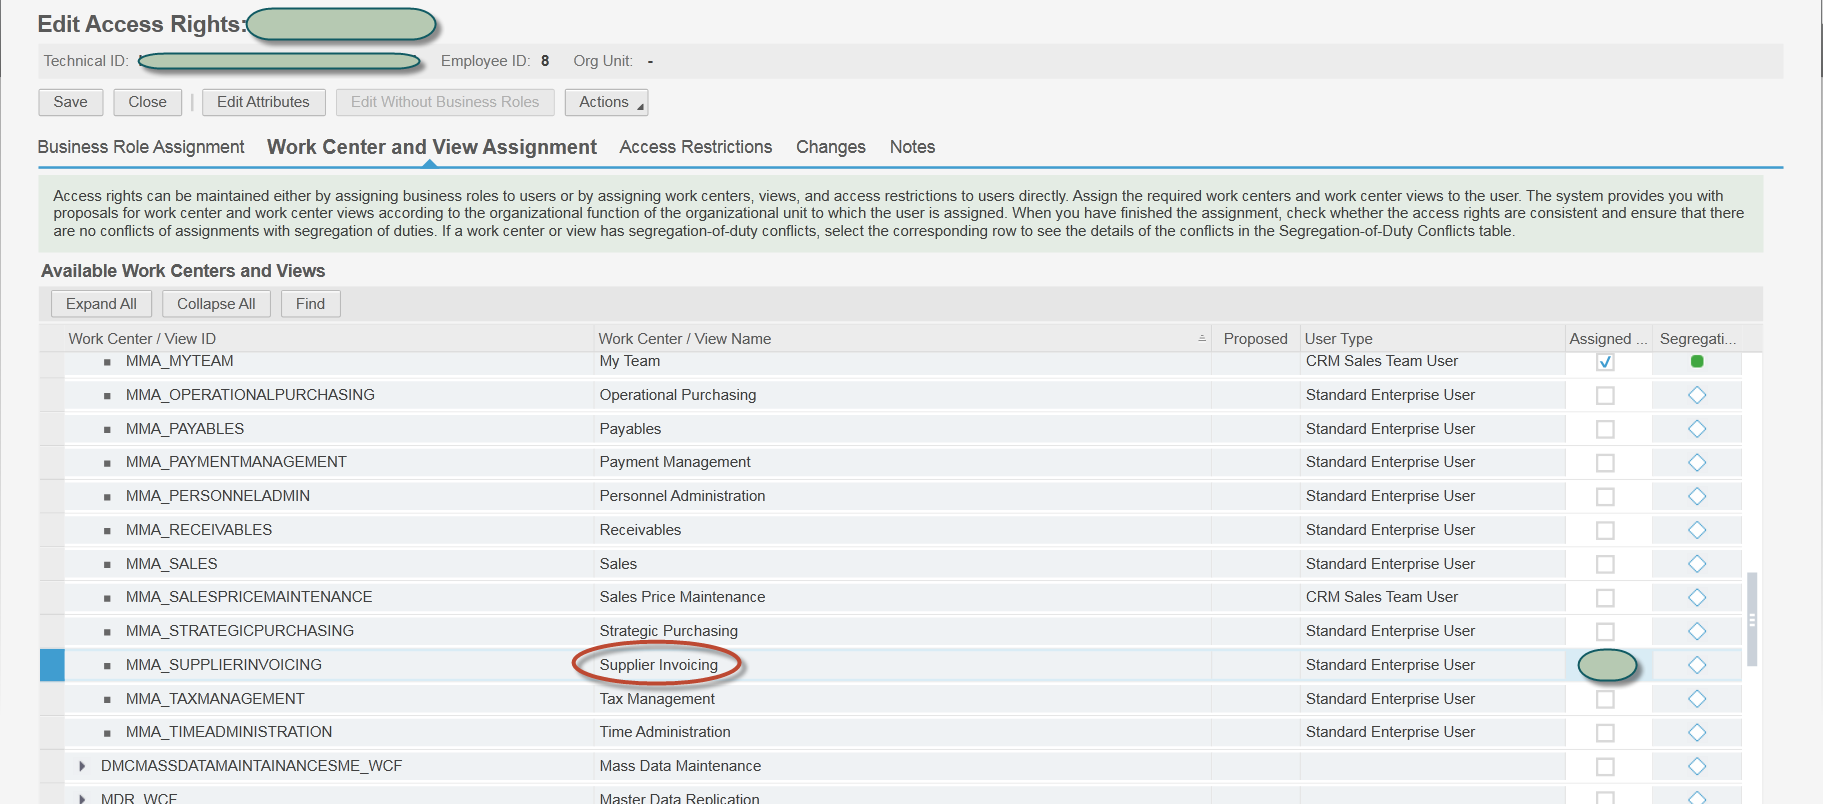 Edit Access Rights:
Technical ID: Employee ID: 8 Org Unit: -
Save Close Edit Attributes Edit Without Business Roles Actions
Business Role Assignment Work Center and View Assignment Access Restrictions Changes Notes
Access rights can be maintained either by assigning business roles to users or by assigning work centers, views, and access restrictions to users directly. Assign the required work centers and work center views to the user. The system provides you with
proposals for work center and work center views according to the organizational function of the organizational unit to which the user is assigned. When you have finished the assignment, check whether the access rights are consistent and ensure that there
are no conflicts of assignments with segregation of duties. If a work center or view has segregation-of-duty conflicts, select the corresponding row to see the details of the conflicts in the Segregation-of-Duty Conflicts table.
Available Work Centers and Views
Expand All Collapse All Find
Work Center / View ID Work Center / View Name Proposed User Type Assigned ... Segregati...
MMA_MYTEAM My Team CRM Sales Team User
MMA_OPERATIONALPURCHASING Operational Purchasing Standard Enterprise User
MMA_PAYABLES Payables Standard Enterprise User
MMA_PAYMENTMANAGEMENT Payment Management Standard Enterprise User
MMA_PERSONNELADMIN Personnel Administration Standard Enterprise User
MMA_RECEIVABLES Receivables Standard Enterprise User
MMA_SALES Sales Standard Enterprise User
MMA_SALESPRICEMAINTENANCE Sales Price Maintenance CRM Sales Team User
MMA_STRATEGICPURCHASING Strategic Purchasing Standard Enterprise User
MMA_SUPPLIERINVOICING Supplier Invoicing Standard Enterprise User
MMA_TAXMANAGEMENT Tax Management Standard Enterprise User
MMA_TIMEADMINISTRATION Time Administration Standard Enterprise User
DMCMASSDATAMAINTAINANCESME_WCF Mass Data Maintenance
MDR_WCF Master Data Replication